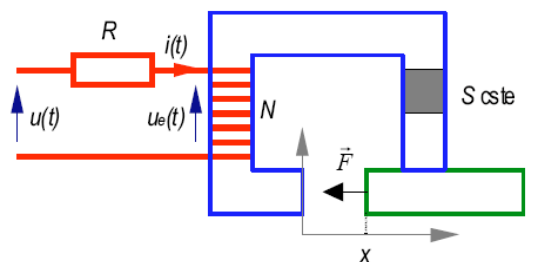 R
i(t)
u(t)
uₑ(t)
N
S cste
F⃗
x